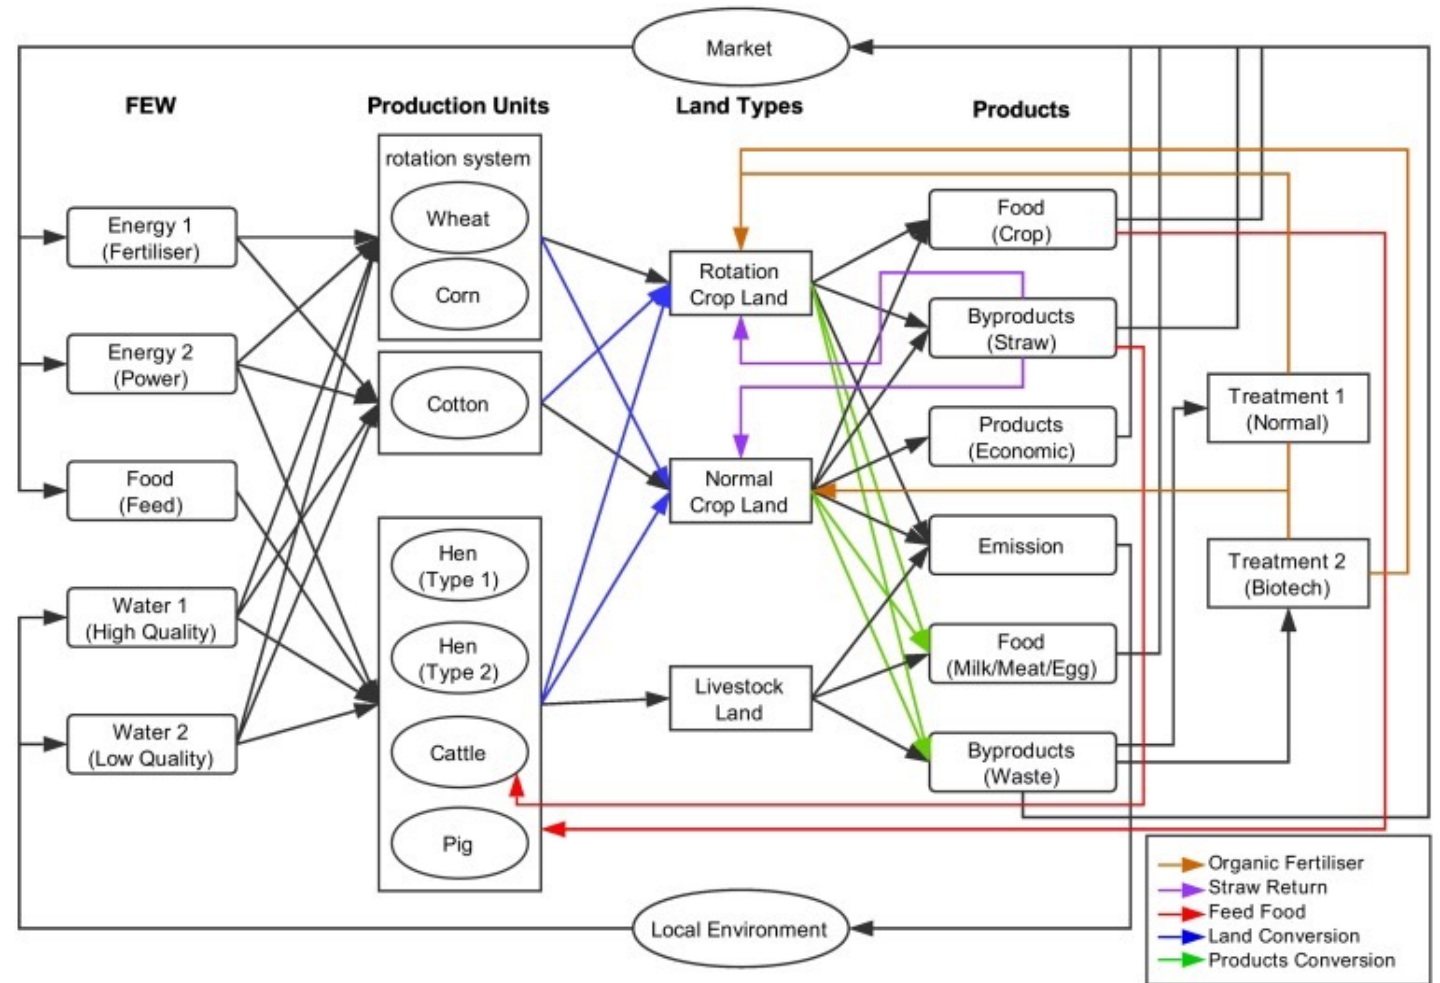 Market
FEW
Production Units
Land Types
Products
rotation system
Wheat
Corn
Cotton
Hen
(Type 1)
Hen
(Type 2)
Cattle
Pig
Energy 1
(Fertiliser)
Energy 2
(Power)
Food
(Feed)
Water 1
(High Quality)
Water 2
(Low Quality)
Rotation
Crop Land
Normal
Crop Land
Livestock
Land
Food
(Crop)
Byproducts
(Straw)
Products
(Economic)
Emission
Food
(Milk/Meat/Egg)
Byproducts
(Waste)
Treatment 1
(Normal)
Treatment 2
(Biotech)
Local Environment
Organic Fertiliser
Straw Return
Feed Food
Land Conversion
Products Conversion